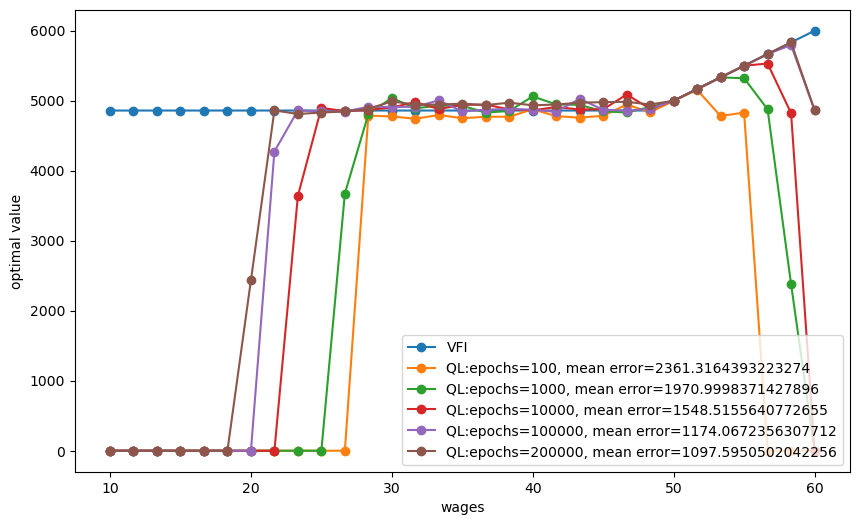 6000
5000
4000
3000
2000
1000
0
optimal value
VFI
QL:epochs=100, mean error=2361.3164393223274
QL:epochs=1000, mean error=1970.9998371427896
QL:epochs=10000, mean error=1548.5155640772655
QL:epochs=100000, mean error=1174.0672356307712
QL:epochs=200000, mean error=1097.5950502042256
10 20 30 40 50 60
wages